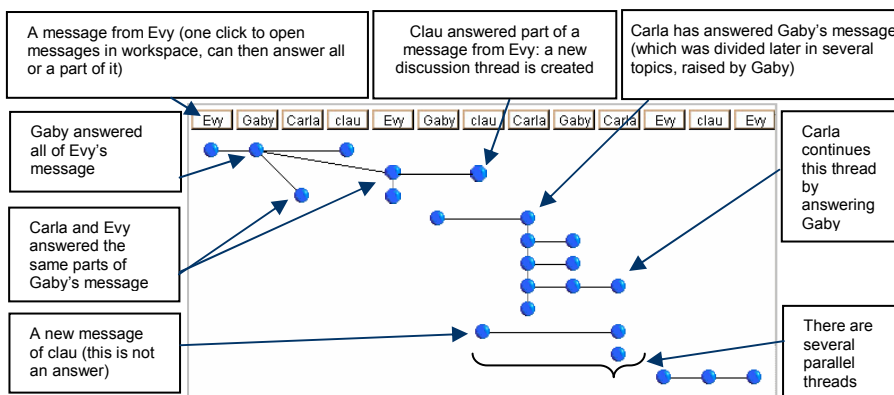 A message from Evy (one click to open
messages in workspace, can then answer all
or a part of it)
Clau answered part of a
message from Evy: a new
discussion thread is created
Carla has answered Gaby's message
(which was divided later in several
topics, raised by Gaby)
Evy Gaby Carla clau Evy Gaby clau Carla Gaby Carla Evy clau Evy
Gaby answered
all of Evy's
message
Carla
continues
this thread
by
answering
Gaby
Carla and Evy
answered the
same parts of
Gaby's message
A new message
of clau (this is not
an answer)
There are
several
parallel
threads